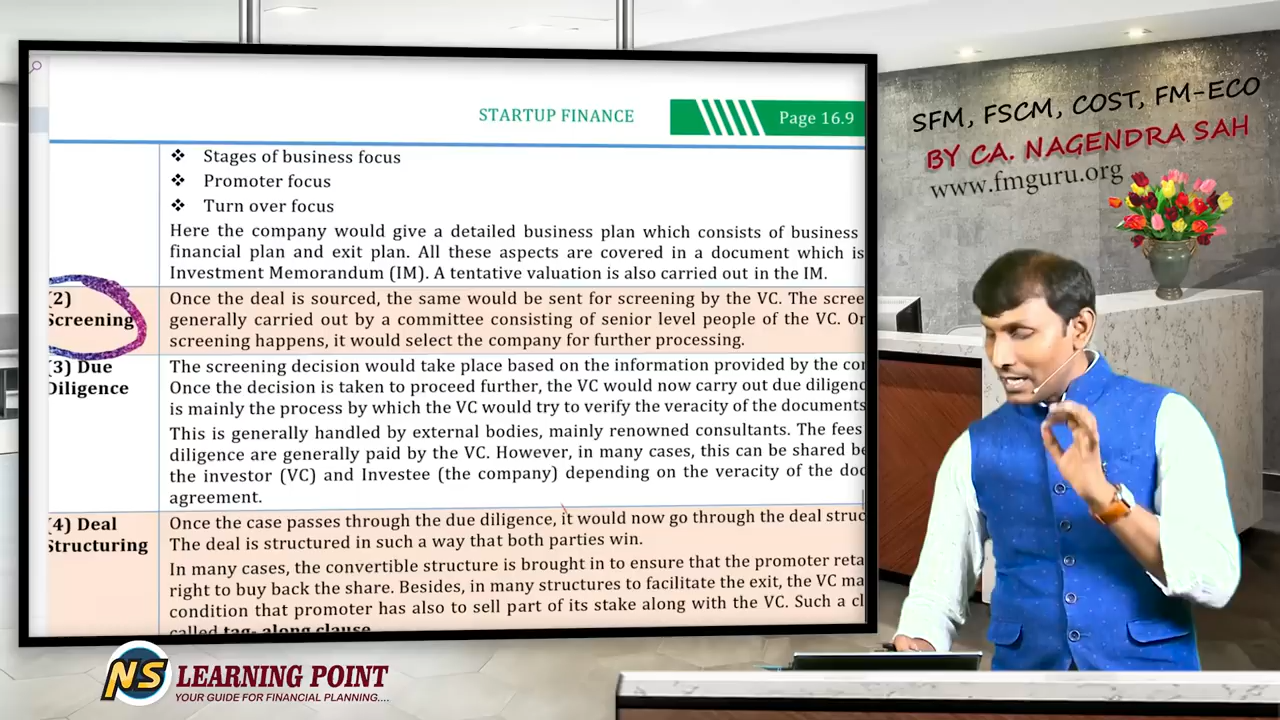 STARTUP FINANCE
Page 16.9
❖ Stages of business focus
❖ Promoter focus
❖ Turn over focus
Here the company would give a detailed business plan which consists of business
financial plan and exit plan. All these aspects are covered in a document which is
Investment Memorandum (IM). A tentative valuation is also carried out in the IM.
(2)
Screening
Once the deal is sourced, the same would be sent for screening by the VC. The scree
generally carried out by a committee consisting of senior level people of the VC. On
screening happens, it would select the company for further processing.
(3) Due
Diligence
The screening decision would take place based on the information provided by the co
Once the decision is taken to proceed further, the VC would now carry out due diligenc
is mainly the process by which the VC would try to verify the veracity of the documents
This is generally handled by external bodies, mainly renowned consultants. The fees
diligence are generally paid by the VC. However, in many cases, this can be shared be
the investor (VC) and Investee (the company) depending on the veracity of the doc
agreement.
(4) Deal
Structuring
Once the case passes through the due diligence, it would now go through the deal struc
The deal is structured in such a way that both parties win.
In many cases, the convertible structure is brought in to ensure that the promoter reta
right to buy back the share. Besides, in many structures to facilitate the exit, the VC ma
condition that promoter has also to sell part of its stake along with the VC. Such a cl
called tag- along clause
SFM, FSCM, COST, FM-ECO
BY CA. NAGENDRA SAH
www.fmguru.org
NS LEARNING POINT
YOUR GUIDE FOR FINANCIAL PLANNING....